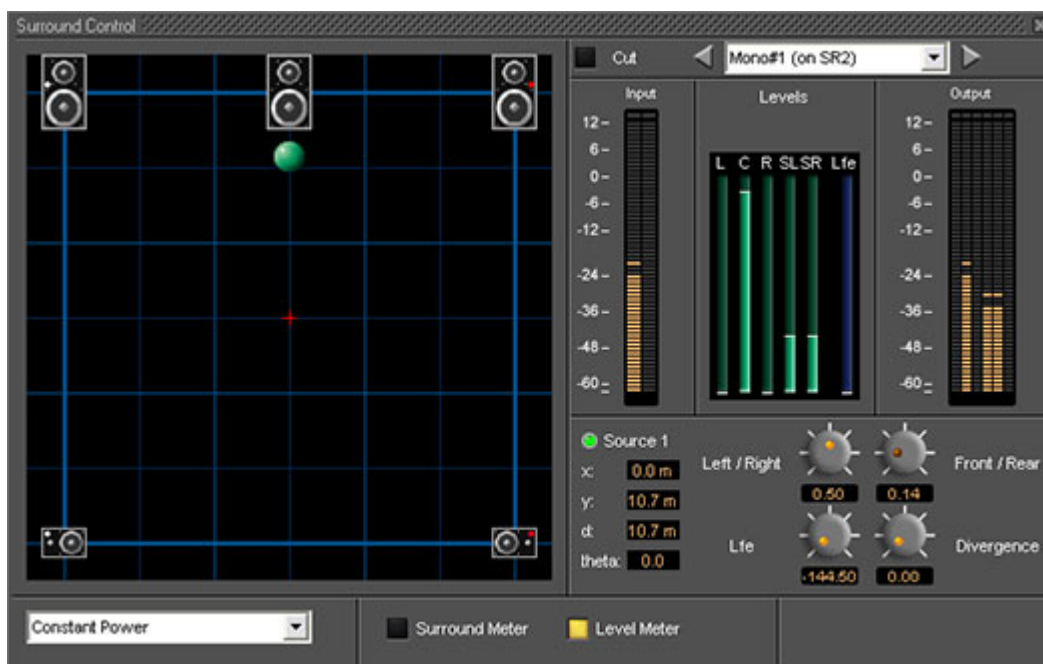 Surround Control
Cut
Mono#1 (on SR2)
Input
Levels
Output
12
6
0
-6
-12
-24
-36
-48
-60
L C R SL SR Lfe
12
6
0
-6
-12
-24
-36
-48
-60
Source 1
x: 0.0 m
y: 10.7 m
d: 10.7 m
theta: 0.0
Left / Right
0.50
0.14
Front / Rear
Lfe
-144.50
0.00
Divergence
Constant Power
Surround Meter
Level Meter